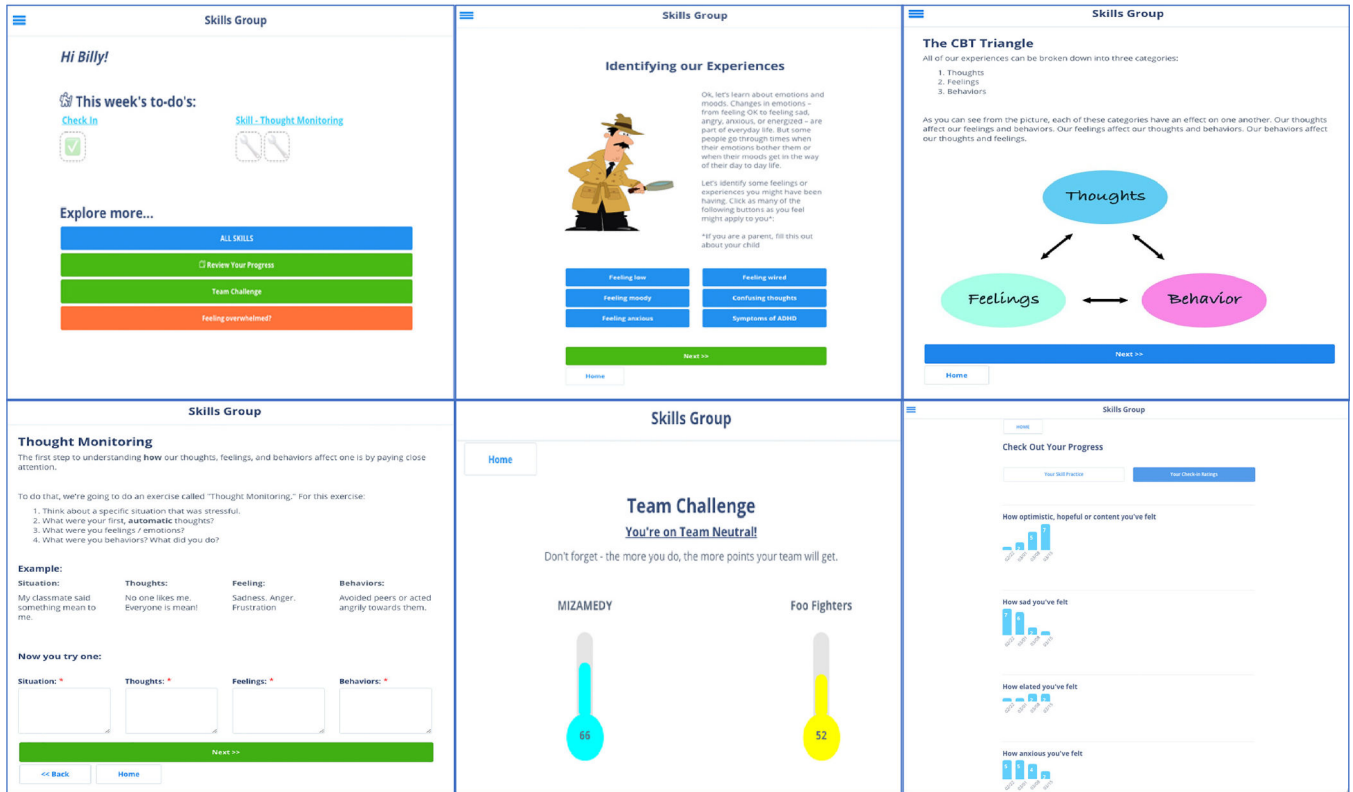 Skills Group
Hi Billy!
This week's to-do's:
Check In
Skill - Thought Monitoring
Explore more...
ALL SKILLS
Review Your Progress
Team Challenge
Feeling overwhelmed?
Skills Group
Identifying our Experiences
Ok, let's learn about emotions and
moods. Changes in emotions –
from feeling OK to feeling sad,
angry, anxious, or energized – are
part of everyday life. But some
people go through times when
their emotions bother them or
when their moods get in the way
of their day to day life.
Let's identify some feelings or
experiences you might have been
having. Click as many of the
following buttons as you feel
might apply to you*:
*If you are a parent, fill this out
about your child
Feeling low
Feeling wired
Feeling moody
Confusing thoughts
Feeling anxious
Symptoms of ADHD
Next >>
Home
Skills Group
The CBT Triangle
All of our experiences can be broken down into three categories:
1. Thoughts
2. Feelings
3. Behaviors
As you can see from the picture, each of these categories have an effect on one another. Our thoughts
affect our feelings and behaviors. Our feelings affect our thoughts and behaviors. Our behaviors affect
our thoughts and feelings.
Thoughts
Feelings
Behavior
Next >>
Home
Skills Group
Thought Monitoring
The first step to understanding how our thoughts, feelings, and behaviors affect one is by paying close
attention.
To do that, we're going to do an exercise called "Thought Monitoring." For this exercise:
1. Think about a specific situation that was stressful.
2. What were your first, automatic thoughts?
3. What were you feelings / emotions?
4. What were you behaviors? What did you do?
Example:
Situation:
Thoughts:
Feeling:
Behaviors:
My classmate said
something mean to
me.
No one likes me.
Everyone is mean!
Sadness. Anger.
Frustration
Avoided peers or acted
angrily towards them.
Now you try one:
Situation: *
Thoughts: *
Feelings: *
Behaviors: *
Next >>
<< Back
Home
Skills Group
Home
Team Challenge
You're on Team Neutral!
Don't forget - the more you do, the more points your team will get.
MIZAMEDY
Foo Fighters
66
52
Skills Group
HOME
Check Out Your Progress
Your Skill Practice
Your Check-in Ratings
How optimistic, hopeful or content you've felt
How sad you've felt
How elated you've felt
How anxious you've felt